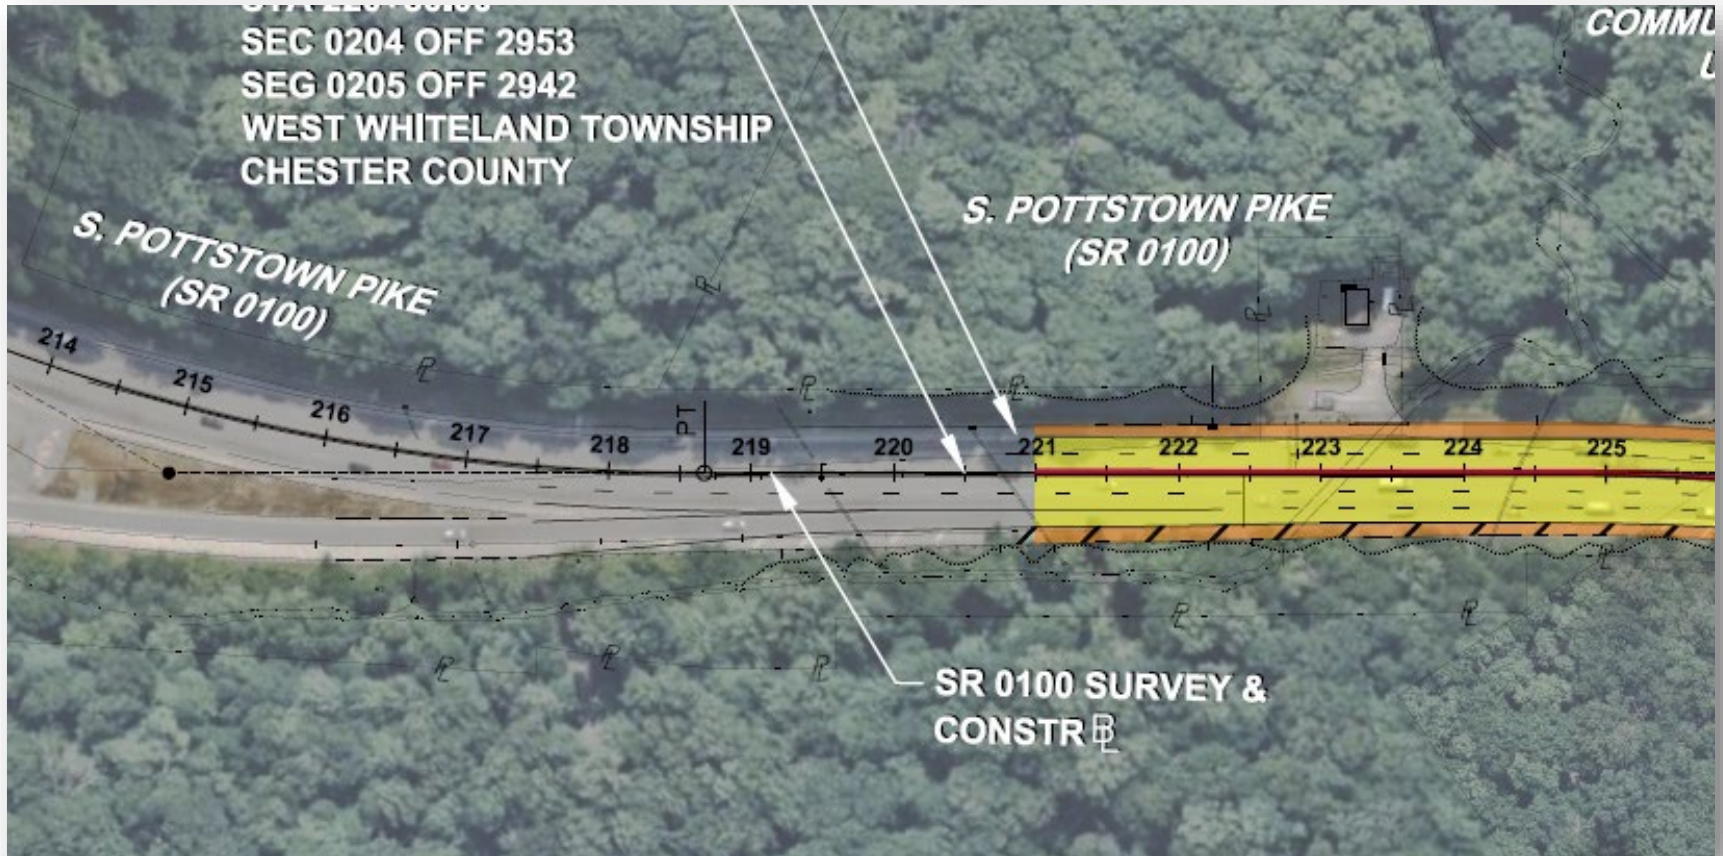 SEC 0204 OFF 2953
SEG 0205 OFF 2942
WEST WHITELAND TOWNSHIP
CHESTER COUNTY
S. POTTSTOWN PIKE
(SR 0100)
S. POTTSTOWN PIKE
(SR 0100)
214
215
216
217
218
PT
219
220
221
222
223
224
225
SR 0100 SURVEY &
CONSTR BL